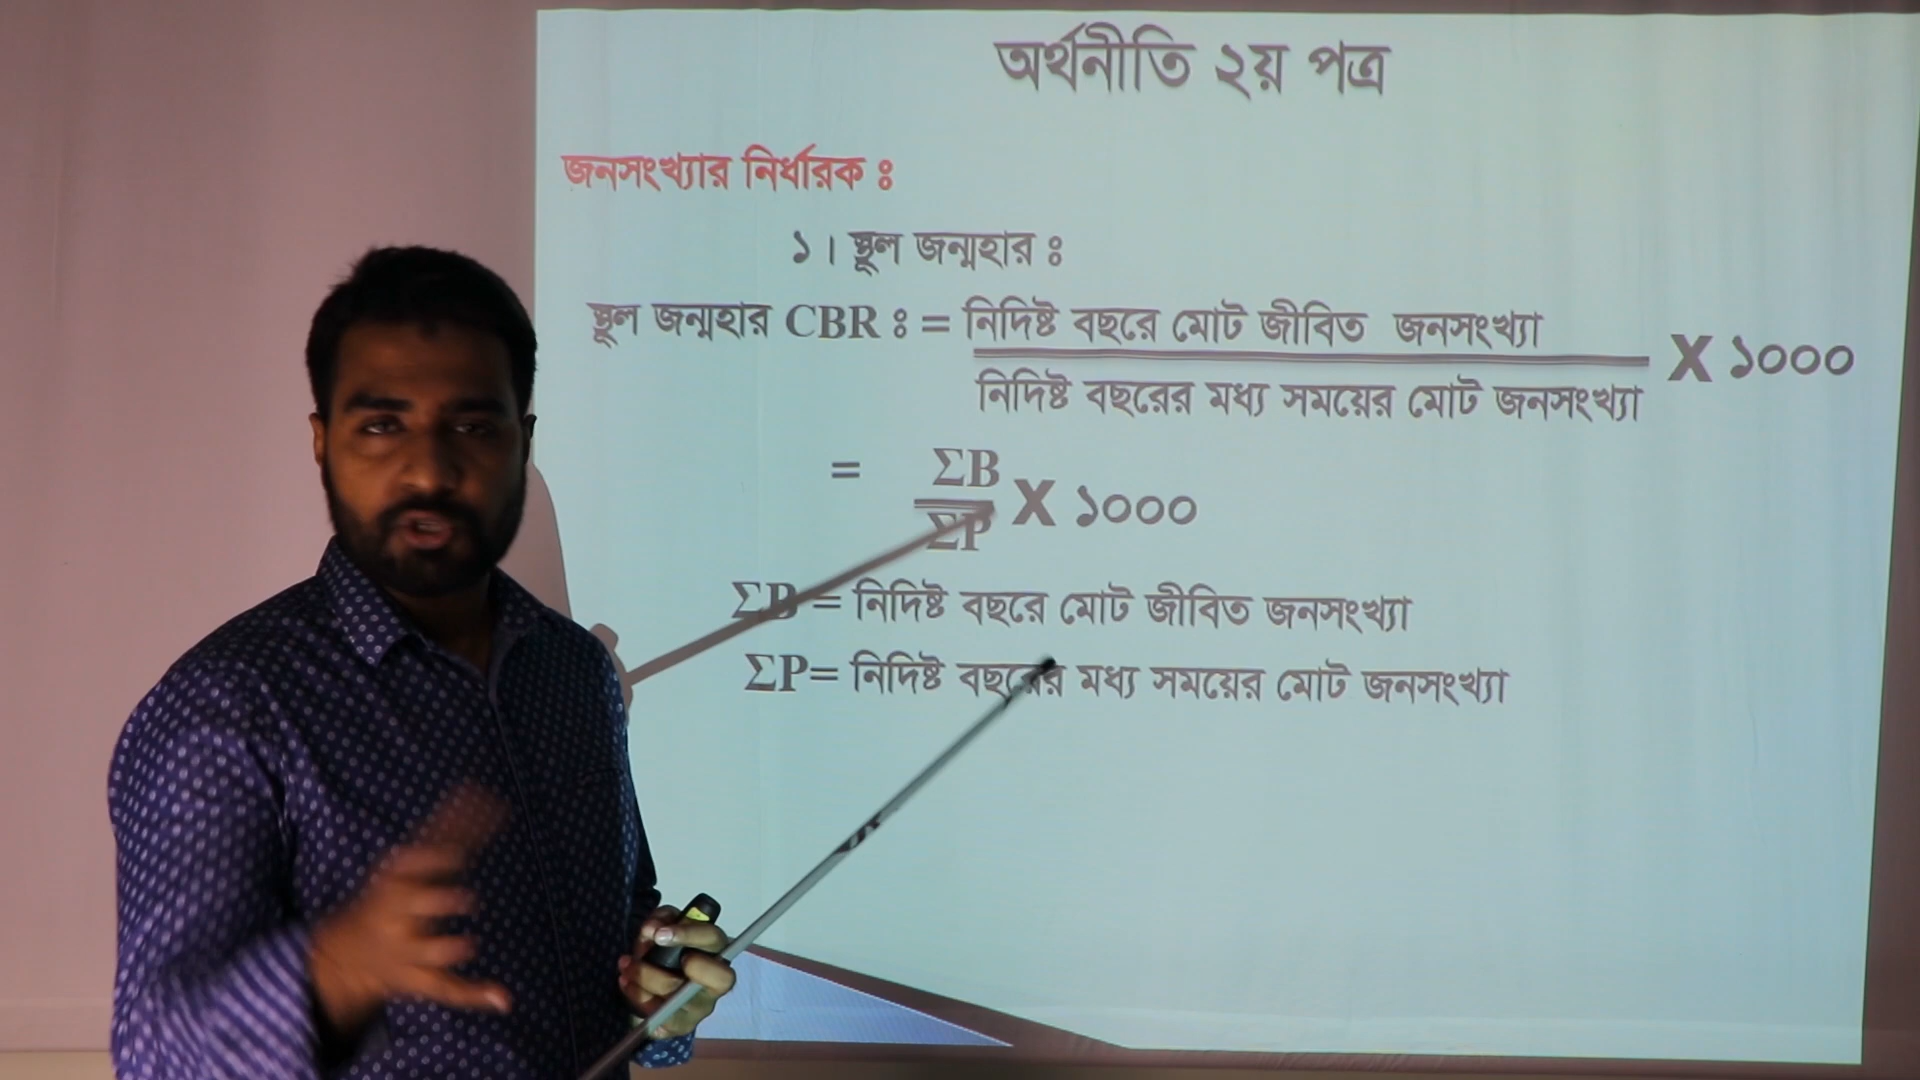 অর্থনীতি ২য় পত্র
জনসংখ্যার নির্ধারক ঃ
১। স্থুল জন্মহার ঃ
স্থুল জন্মহার CBR ঃ = নিদিষ্ট বছরে মোট জীবিত জনসংখ্যা
নিদিষ্ট বছরের মধ্য সময়ের মোট জনসংখ্যা
X ১০০০
= ΣB
ΣP
X ১০০০
ΣB = নিদিষ্ট বছরে মোট জীবিত জনসংখ্যা
ΣP= নিদিষ্ট বছরের মধ্য সময়ের মোট জনসংখ্যা